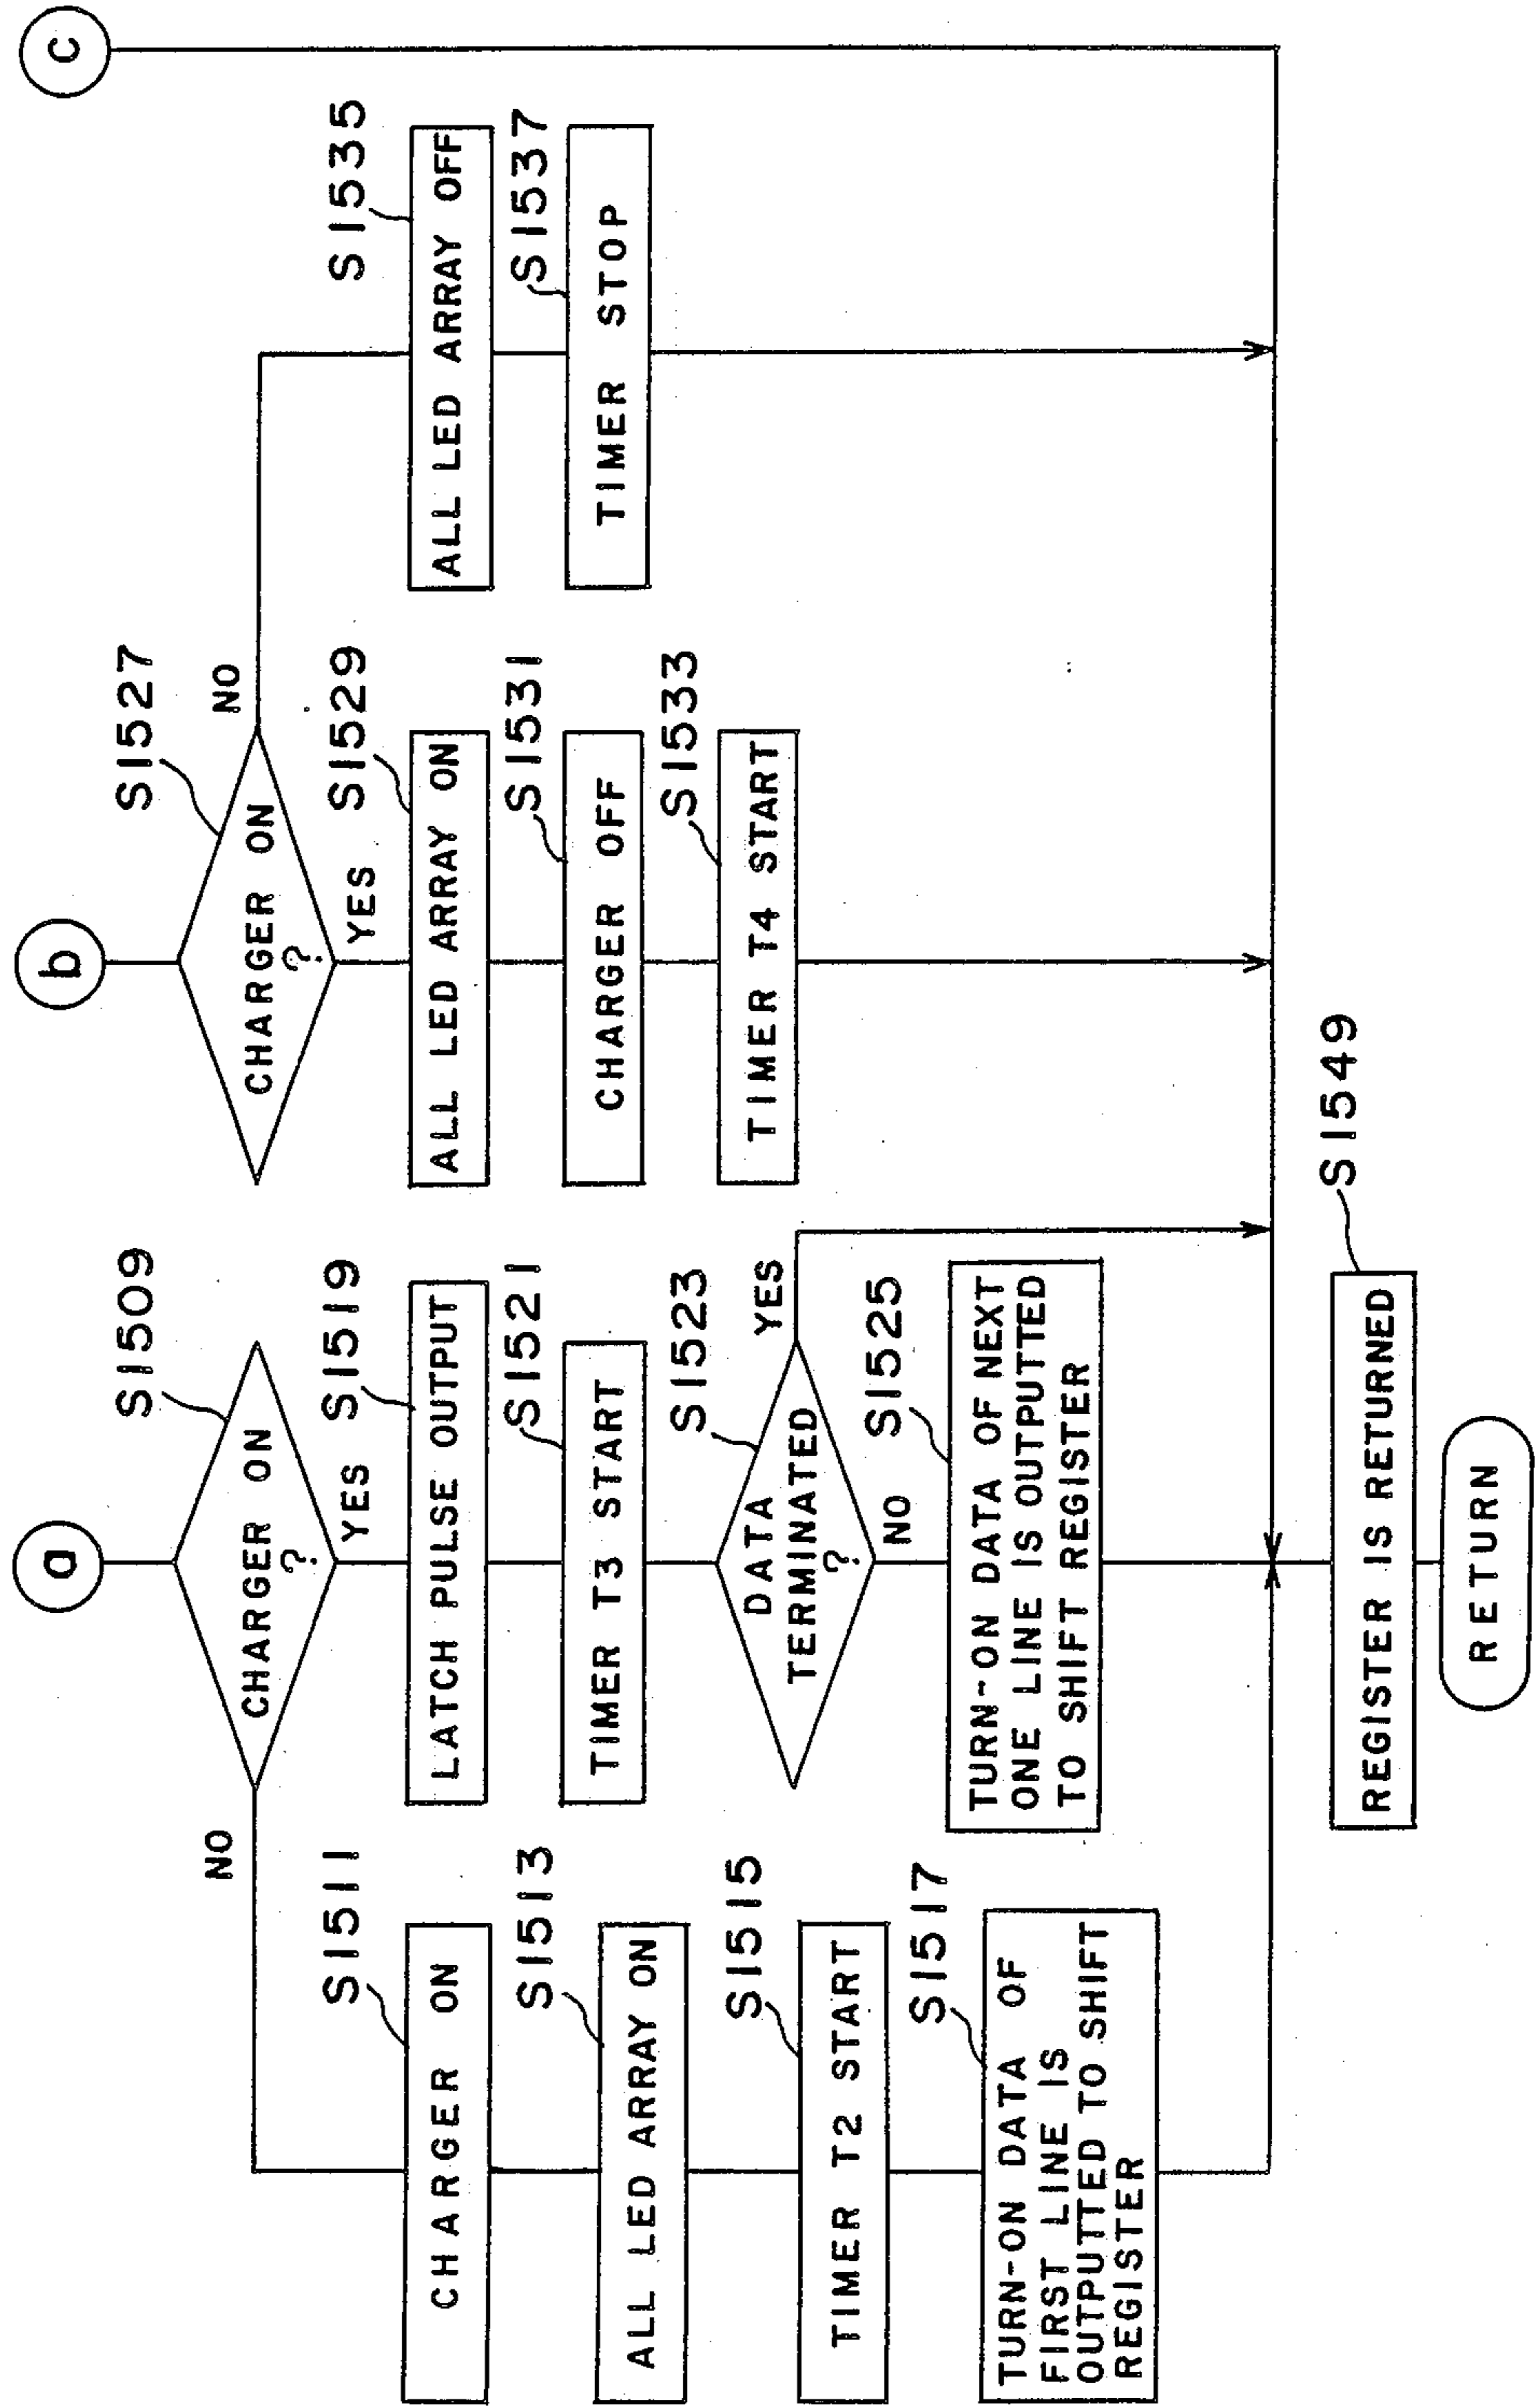 a
S1509
CHARGER ON
?
NO
YES
S1511
CHARGER ON
S1513
ALL LED ARRAY ON
S1515
TIMER T2 START
S1517
TURN-ON DATA OF
FIRST LINE IS
OUTPUTTED TO SHIFT
REGISTER
S1519
LATCH PULSE OUTPUT
S1521
TIMER T3 START
S1523
DATA
TERMINATED
?
YES
NO
S1525
TURN-ON DATA OF NEXT
ONE LINE IS OUTPUTTED
TO SHIFT REGISTER
b
S1527
CHARGER ON
?
NO
YES
S1529
ALL LED ARRAY ON
S1531
CHARGER OFF
S1533
TIMER T4 START
S1535
ALL LED ARRAY OFF
S1537
TIMER STOP
c
S1549
REGISTER IS RETURNED
RETURN